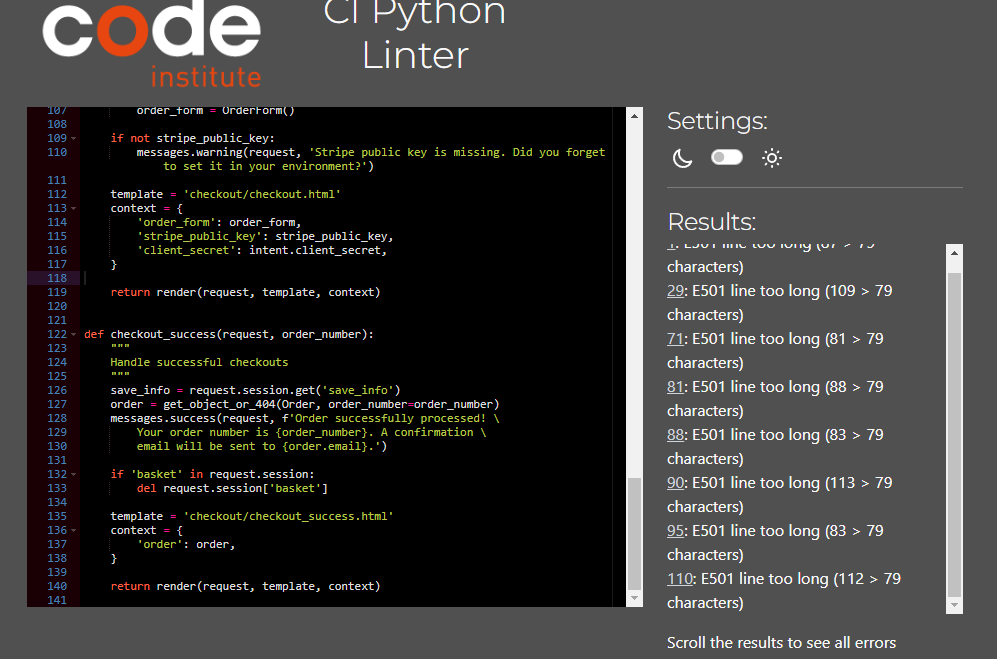 code
institute
CI Python
Linter
107 order_form = OrderForm()
108
109 if not stripe_public_key:
110 messages.warning(request, 'Stripe public key is missing. Did you forget
to set it in your environment?')
111
112 template = 'checkout/checkout.html'
113 context = {
114 'order_form': order_form,
115 'stripe_public_key': stripe_public_key,
116 'client_secret': intent.client_secret,
117 }
118
119 return render(request, template, context)
120
121
122 def checkout_success(request, order_number):
123 """
124 Handle successful checkouts
125 """
126 save_info = request.session.get('save_info')
127 order = get_object_or_404(Order, order_number=order_number)
128 messages.success(request, f'Order successfully processed! \
129 Your order number is {order_number}. A confirmation \
130 email will be sent to {order.email}.')
131
132 if 'basket' in request.session:
133 del request.session['basket']
134
135 template = 'checkout/checkout_success.html'
136 context = {
137 'order': order,
138 }
139
140 return render(request, template, context)
141
Settings:
Results:
1: E501 line too long (87 > 79
characters)
29: E501 line too long (109 > 79
characters)
71: E501 line too long (81 > 79
characters)
81: E501 line too long (88 > 79
characters)
88: E501 line too long (83 > 79
characters)
90: E501 line too long (113 > 79
characters)
95: E501 line too long (83 > 79
characters)
110: E501 line too long (112 > 79
characters)
Scroll the results to see all errors